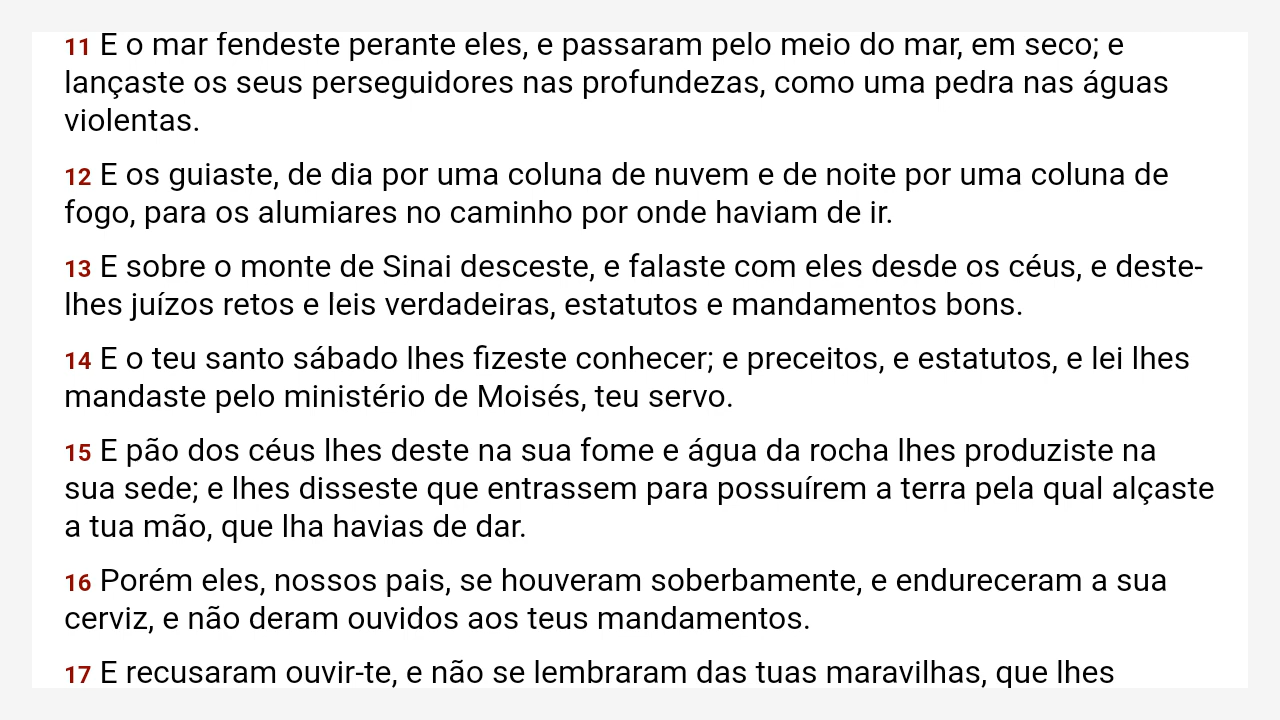 11 E o mar fendeste perante eles, e passaram pelo meio do mar, em seco; e
lançaste os seus perseguidores nas profundezas, como uma pedra nas águas
violentas.
12 E os guiaste, de dia por uma coluna de nuvem e de noite por uma coluna de
fogo, para os alumiares no caminho por onde haviam de ir.
13 E sobre o monte de Sinai desceste, e falaste com eles desde os céus, e deste-
lhes juízos retos e leis verdadeiras, estatutos e mandamentos bons.
14 E o teu santo sábado lhes fizeste conhecer; e preceitos, e estatutos, e lei lhes
mandaste pelo ministério de Moisés, teu servo.
15 E pão dos céus lhes deste na sua fome e água da rocha lhes produziste na
sua sede; e lhes disseste que entrassem para possuírem a terra pela qual alçaste
a tua mão, que lha havias de dar.
16 Porém eles, nossos pais, se houveram soberbamente, e endureceram a sua
cerviz, e não deram ouvidos aos teus mandamentos.
17 E recusaram ouvir-te, e não se lembraram das tuas maravilhas, que lhes